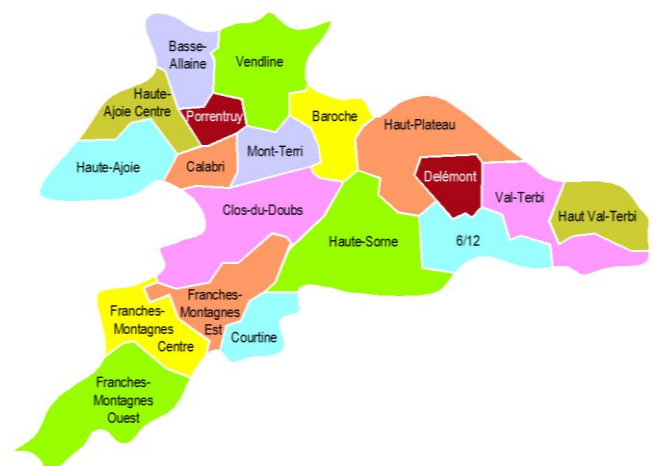 Basse-
Allaine
Vendline
Haute-
Ajoie Centre
Porrentruy
Baroche
Haut-Plateau
Haute-Ajoie
Calabri
Mont-Terri
Delémont
Val-Terbi
Haut Val-Terbi
Clos-du-Doubs
Haute-Sorne
6/12
Franches-
Montagnes
Est
Franches-
Montagnes
Centre
Courtine
Franches-
Montagnes
Ouest